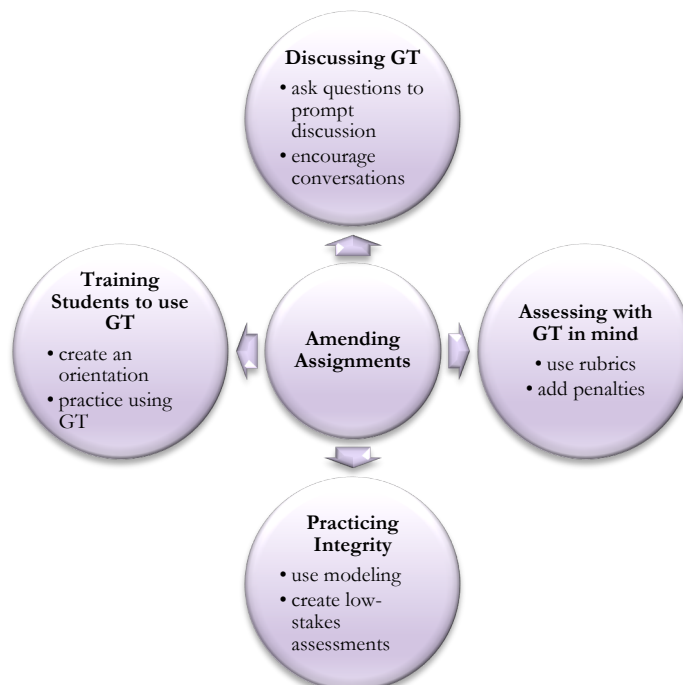 Discussing GT
• ask questions to
prompt
discussion
• encourage
conversations
Training
Students to use
GT
• create an
orientation
• practice using
GT
Amending
Assignments
Assessing with
GT in mind
• use rubrics
• add penalties
Practicing
Integrity
• use modeling
• create low-
stakes
assessments